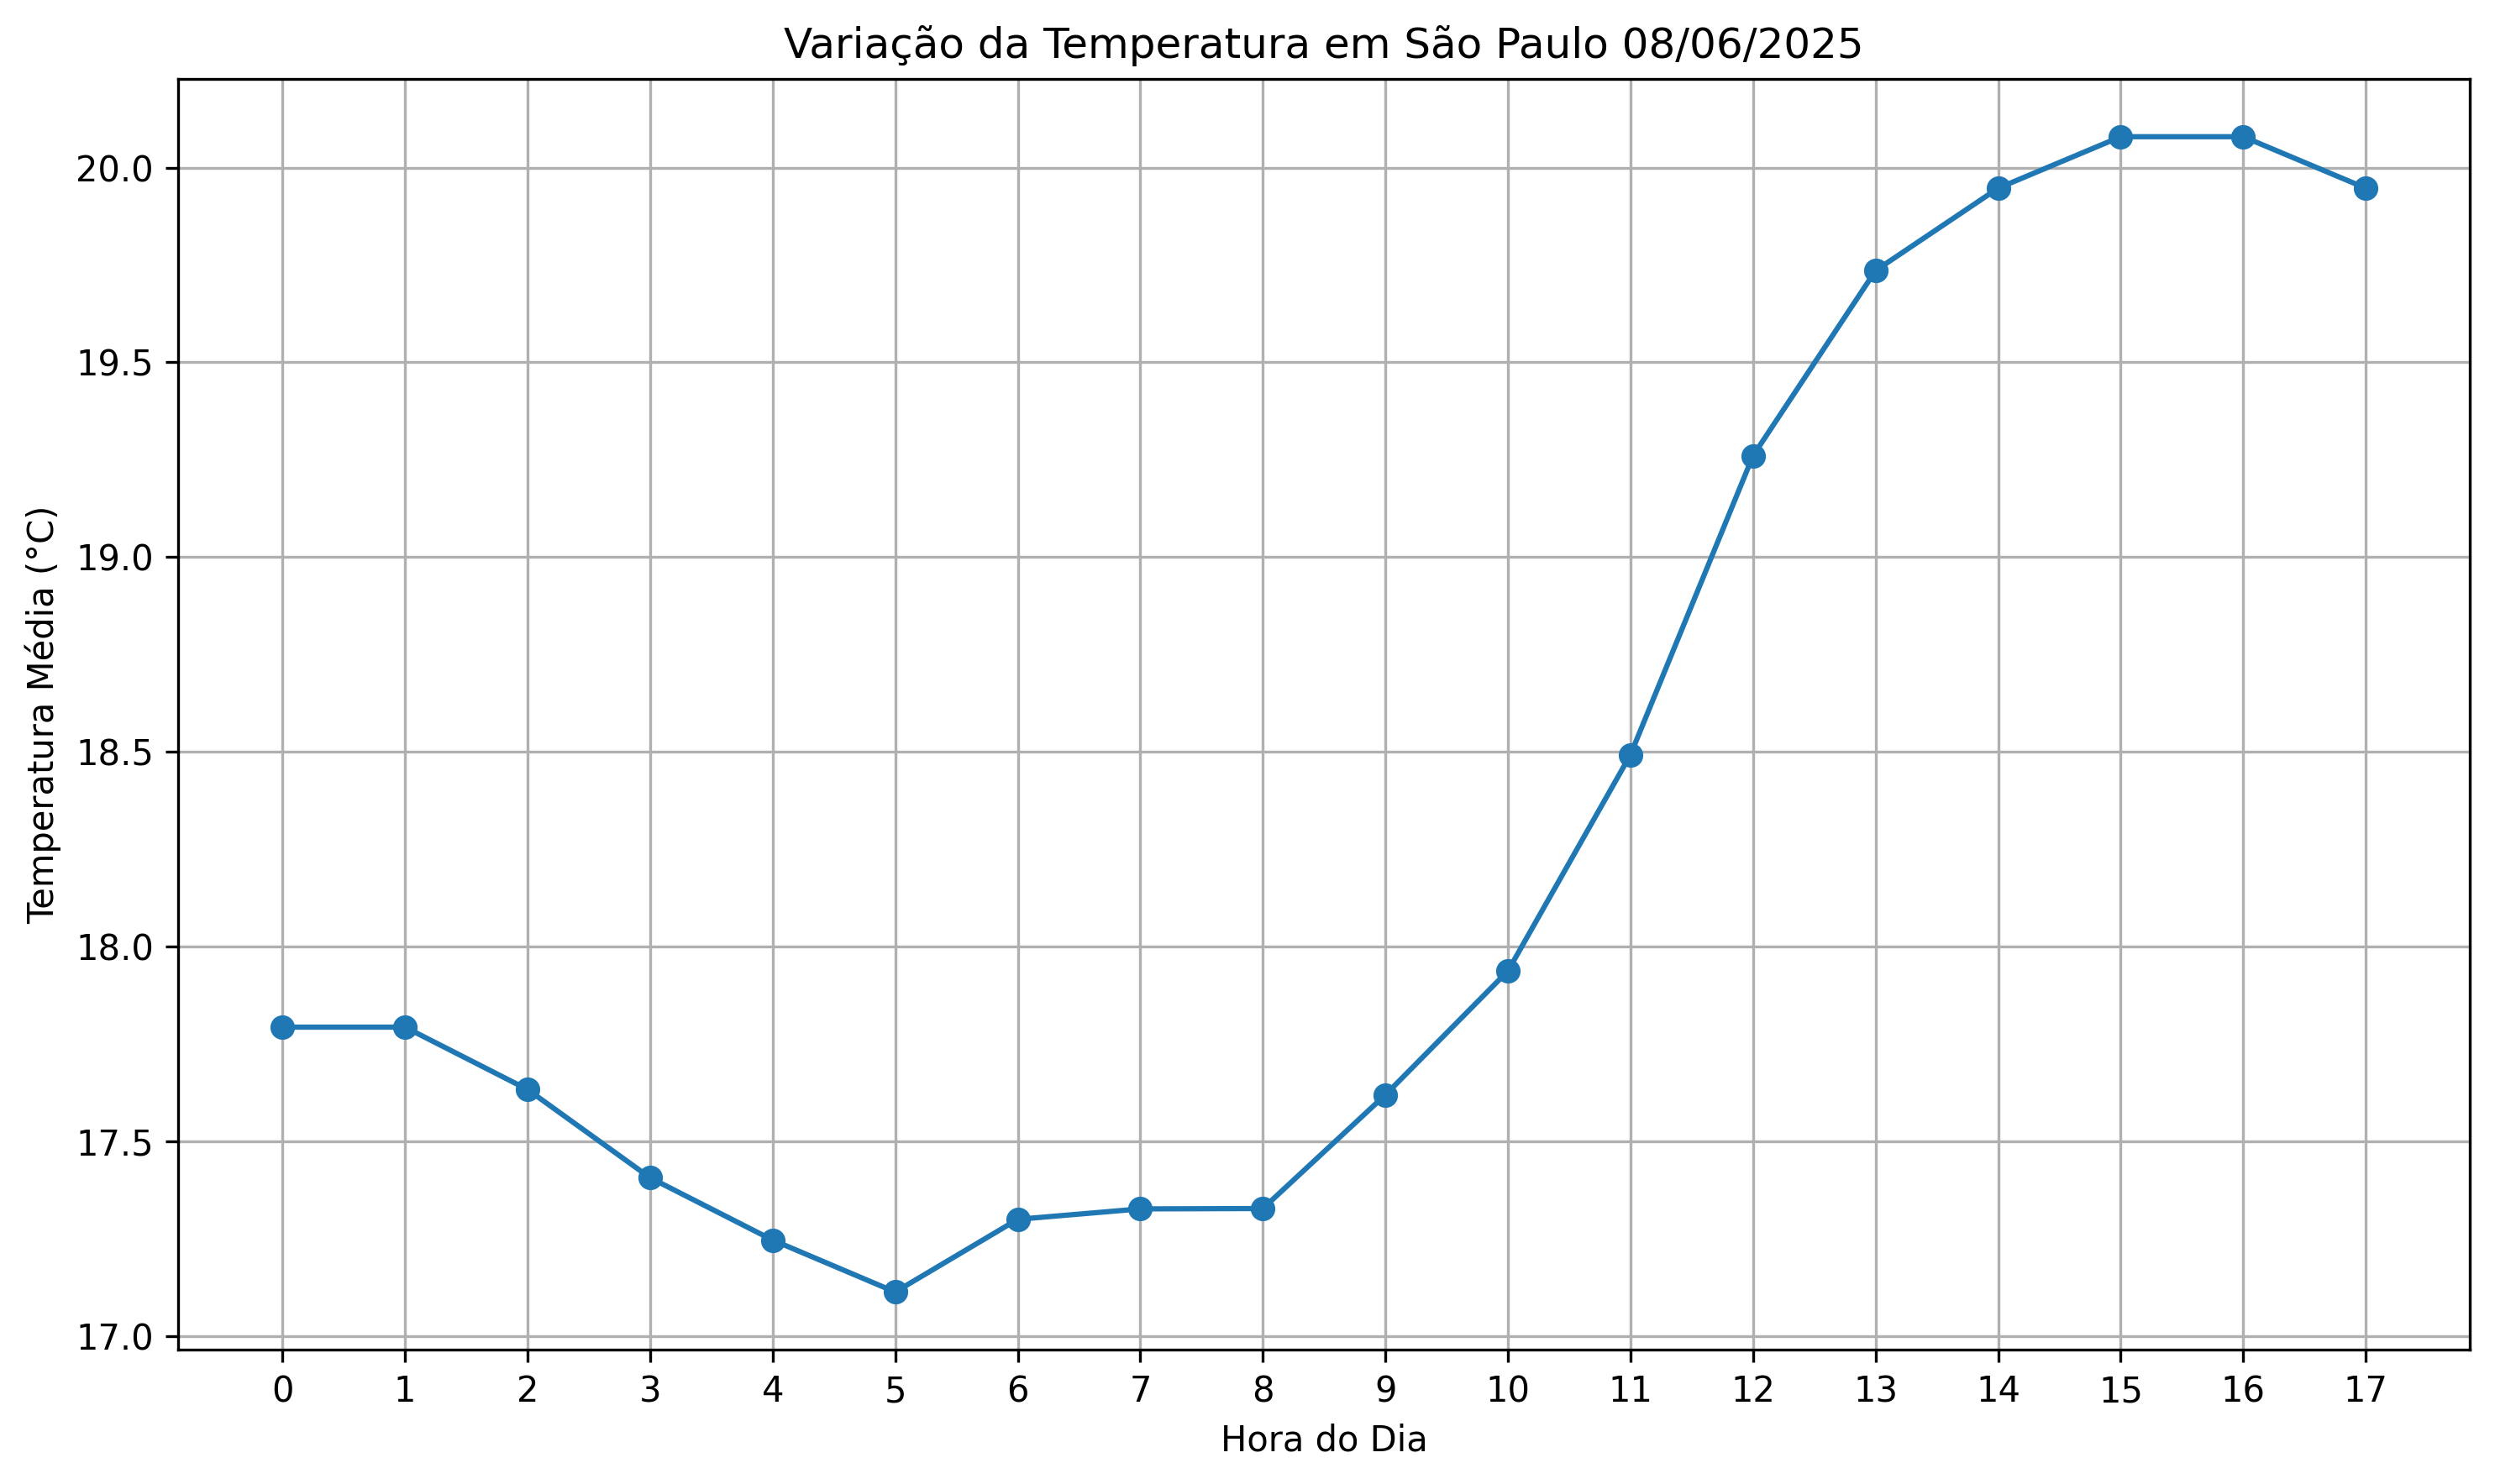 Variação da Temperatura em São Paulo 08/06/2025
Temperatura Média (°C)
20.0
19.5
19.0
18.5
18.0
17.5
17.0
0 1 2 3 4 5 6 7 8 9 10 11 12 13 14 15 16 17
Hora do Dia